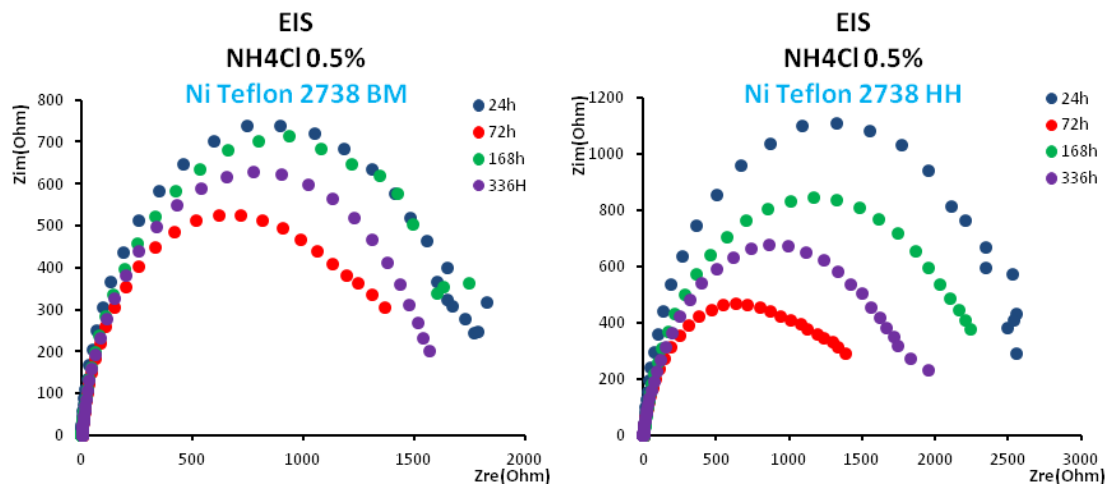 EIS
NH4Cl 0.5%
Ni Teflon 2738 BM
800
700
600
500
400
300
200
100
0
Zim(Ohm)
24h
72h
168h
336H
0
500
1000
1500
2000
Zre(Ohm)
EIS
NH4Cl 0.5%
Ni Teflon 2738 HH
1200
1000
800
600
400
200
0
Zim(Ohm)
24h
72h
168h
336h
0
500
1000
1500
2000
2500
3000
Zre(Ohm)